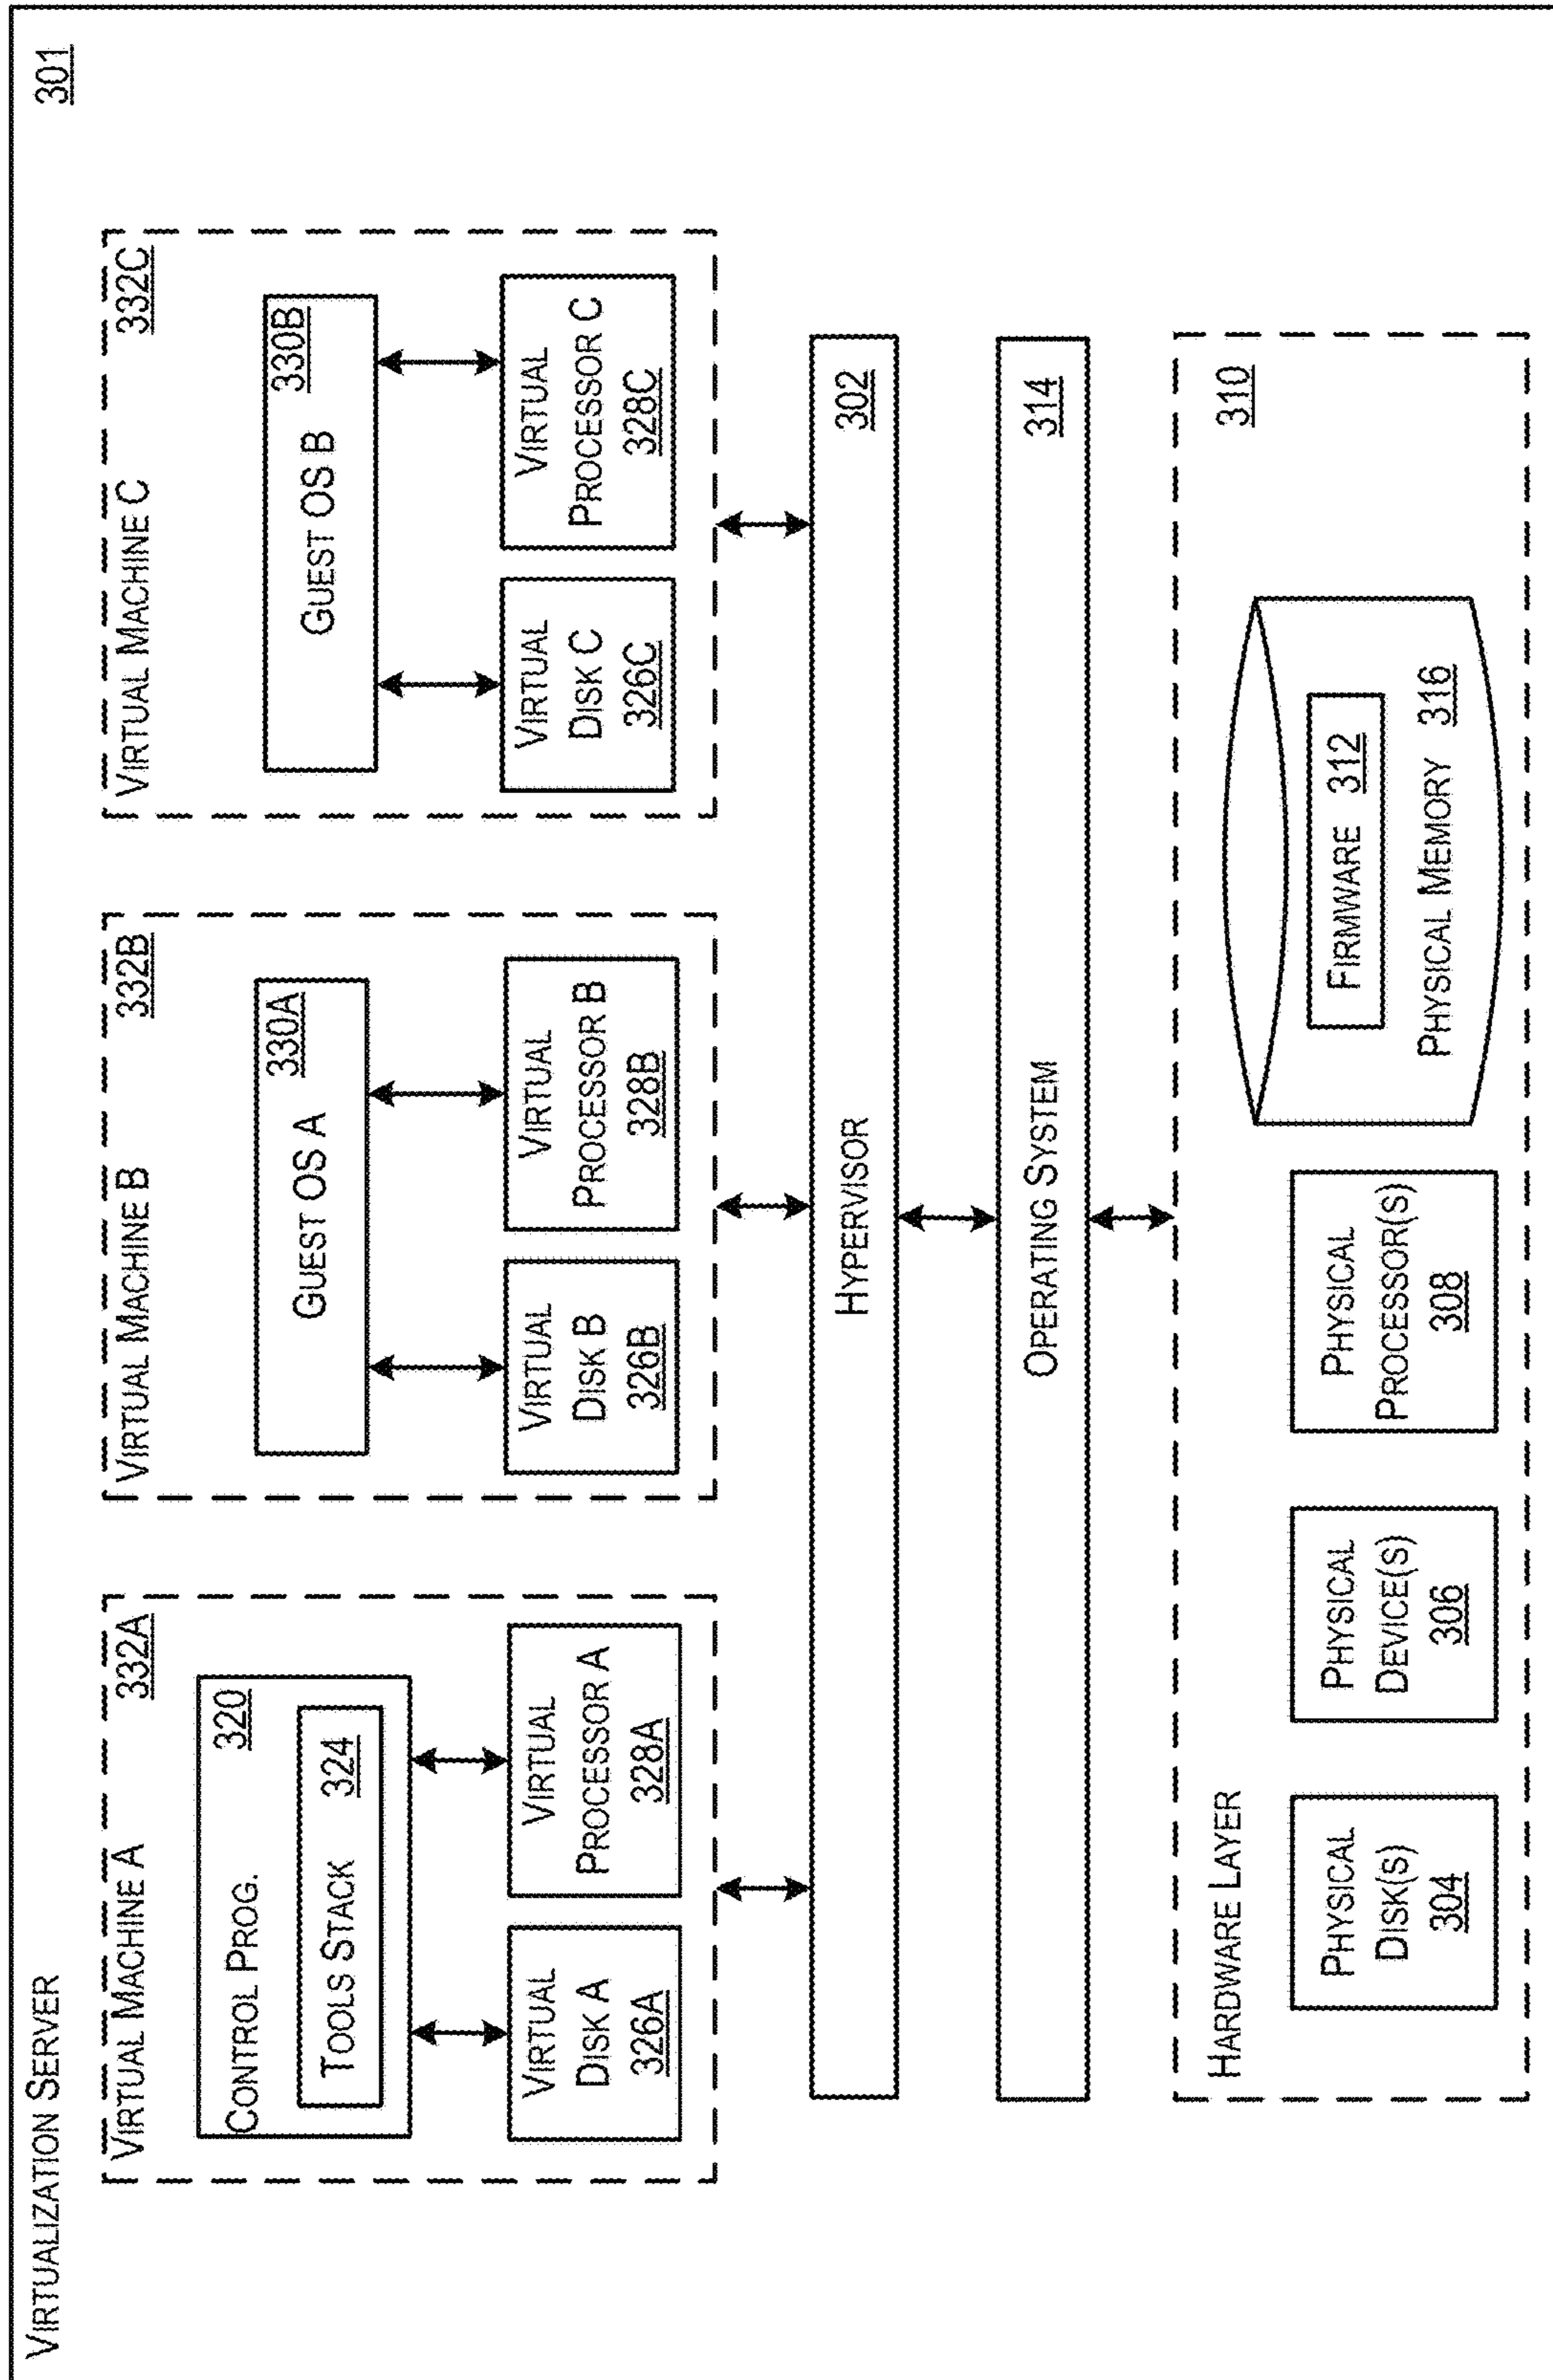 VIRTUALIZATION SERVER
301
VIRTUAL MACHINE A
332A
CONTROL PROG.
320
TOOLS STACK
324
VIRTUAL
DISK A
326A
VIRTUAL
PROCESSOR A
328A
VIRTUAL MACHINE B
332B
GUEST OS A
330A
VIRTUAL
DISK B
326B
VIRTUAL
PROCESSOR B
328B
VIRTUAL MACHINE C
332C
GUEST OS B
330B
VIRTUAL
DISK C
326C
VIRTUAL
PROCESSOR C
328C
HYPERVISOR
302
OPERATING SYSTEM
314
HARDWARE LAYER
310
PHYSICAL
DISK(S)
304
PHYSICAL
DEVICE(S)
306
PHYSICAL
PROCESSOR(S)
308
FIRMWARE 312
PHYSICAL MEMORY 316